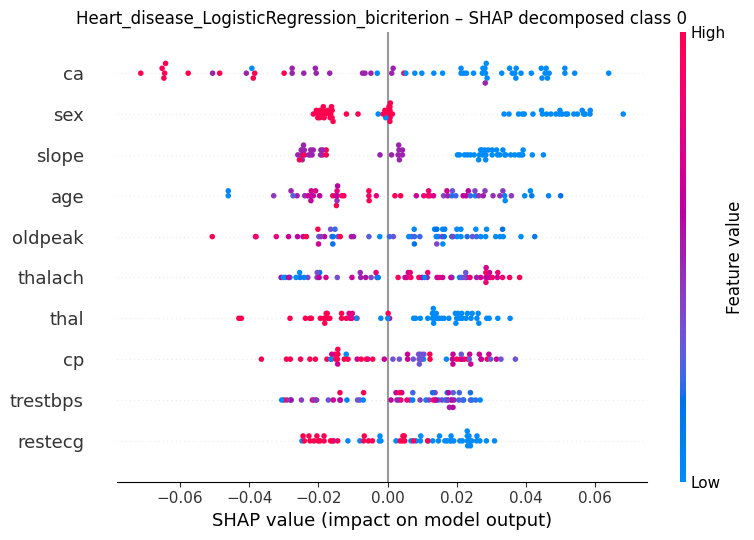 Heart_disease_LogisticRegression_bicriterion – SHAP decomposed class 0
High
ca
sex
slope
age
oldpeak
thalach
thal
cp
trestbps
restecg
Feature value
Low
−0.06 −0.04 −0.02 0.00 0.02 0.04 0.06
SHAP value (impact on model output)